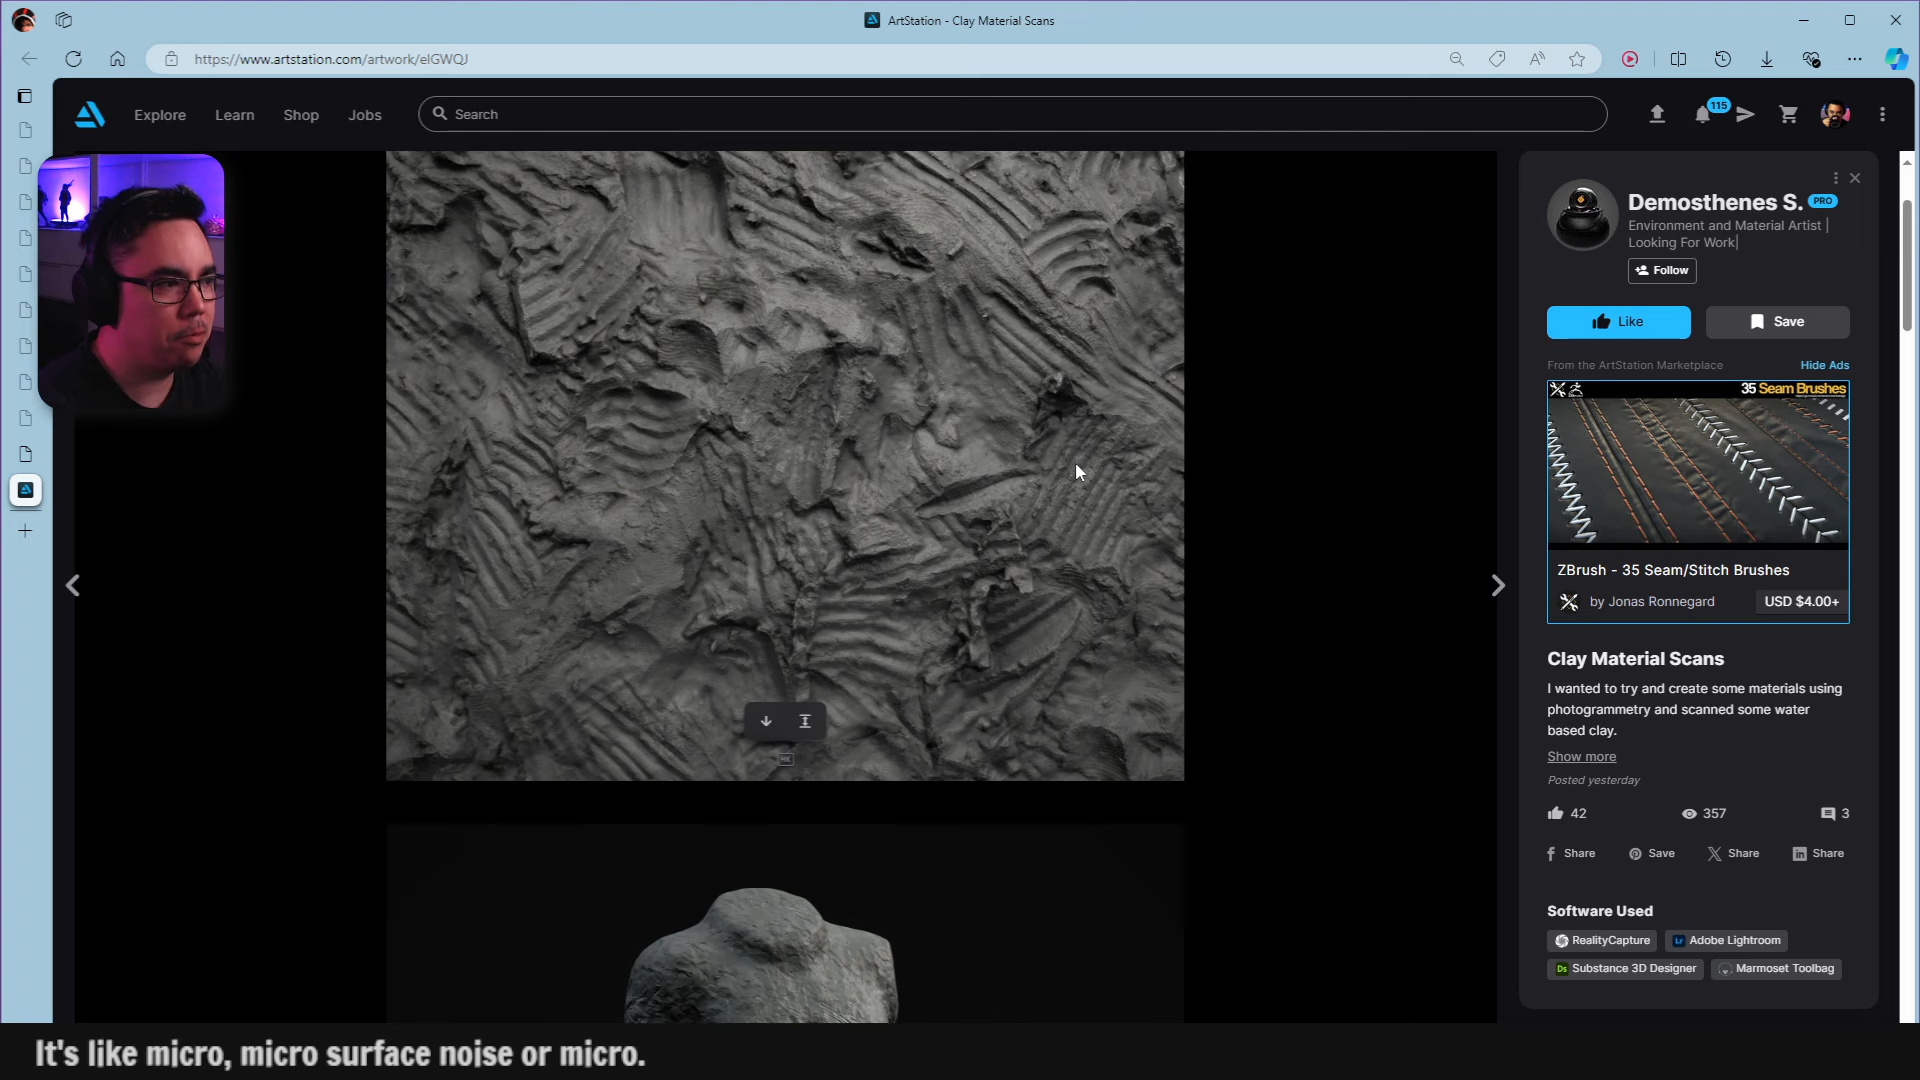 ArtStation - Clay Material Scans
https://www.artstation.com/artwork/elGWQJ
Explore
Learn
Shop
Jobs
Search
115
Demosthenes S.
PRO
Environment and Material Artist |
Looking For Work|
Follow
Like
Save
From the ArtStation Marketplace
Hide Ads
35 Seam Brushes
ZBrush - 35 Seam/Stitch Brushes
by Jonas Ronnegard
USD $4.00+
Clay Material Scans
I wanted to try and create some materials using
photogrammetry and scanned some water
based clay.
Show more
Posted yesterday
42
357
3
Share
Save
Share
Share
Software Used
RealityCapture
Lr
Adobe Lightroom
Ds
Substance 3D Designer
Marmoset Toolbag
It's like micro, micro surface noise or micro.